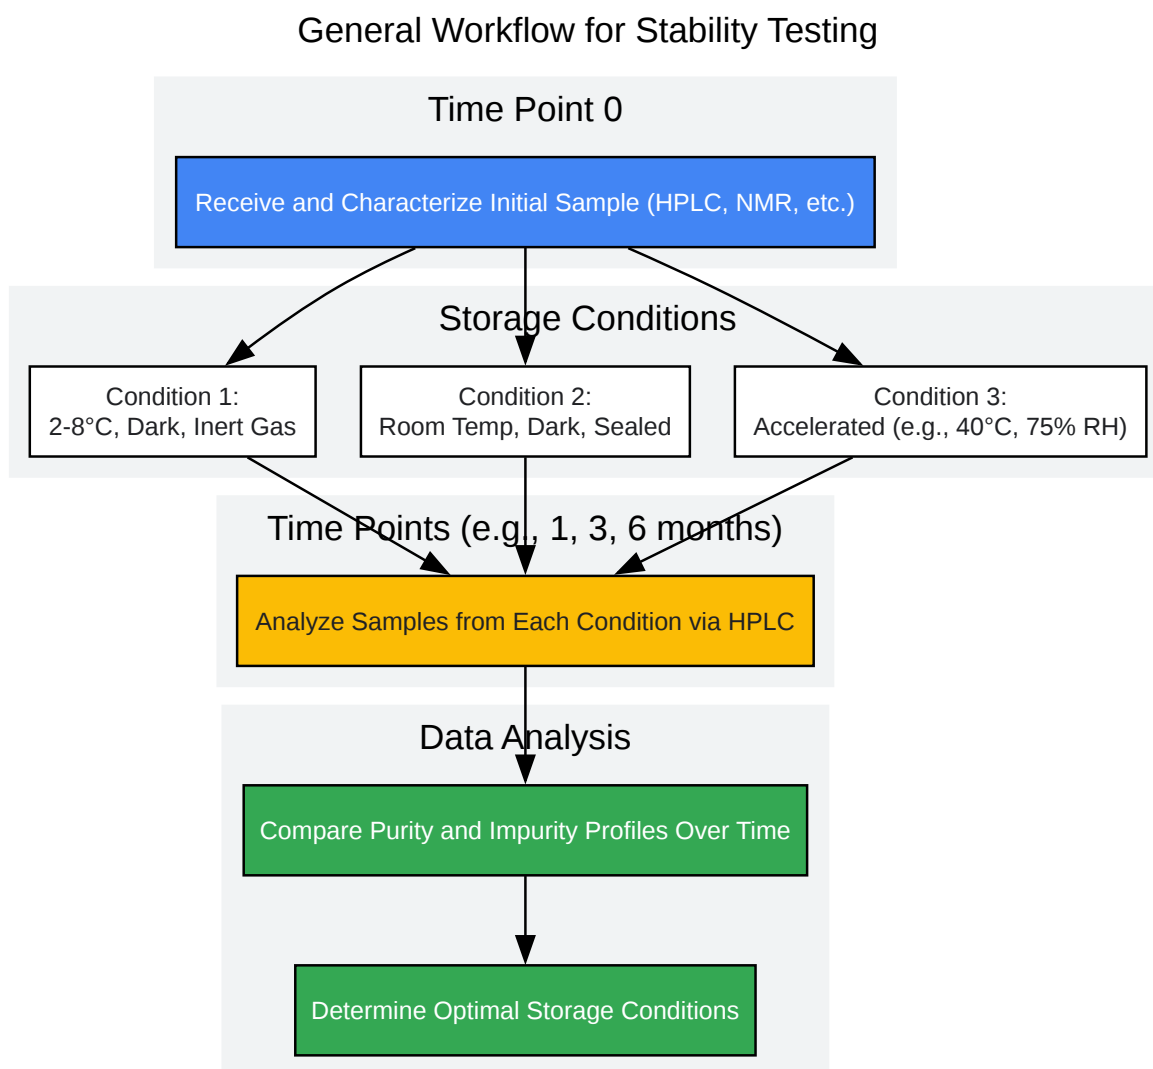 General Workflow for Stability Testing
Time Point 0
Receive and Characterize Initial Sample (HPLC, NMR, etc.)
Storage Conditions
Condition 1:
2-8°C, Dark, Inert Gas
Condition 2:
Room Temp, Dark, Sealed
Condition 3:
Accelerated (e.g., 40°C, 75% RH)
Time Points (e.g., 1, 3, 6 months)
Analyze Samples from Each Condition via HPLC
Data Analysis
Compare Purity and Impurity Profiles Over Time
Determine Optimal Storage Conditions